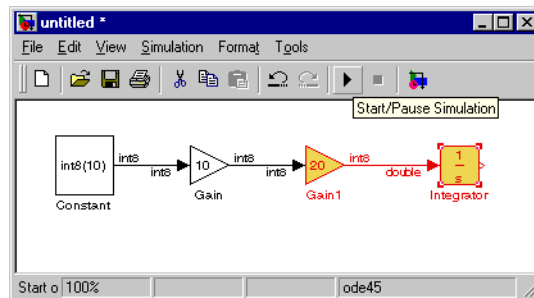 untitled *
File Edit View Simulation Format Tools
Start/Pause Simulation
int8(10) int8 int8 10 int8 int8 20 int8 double 1 s
Constant Gain Gain1 Integrator
Start o 100% ode45